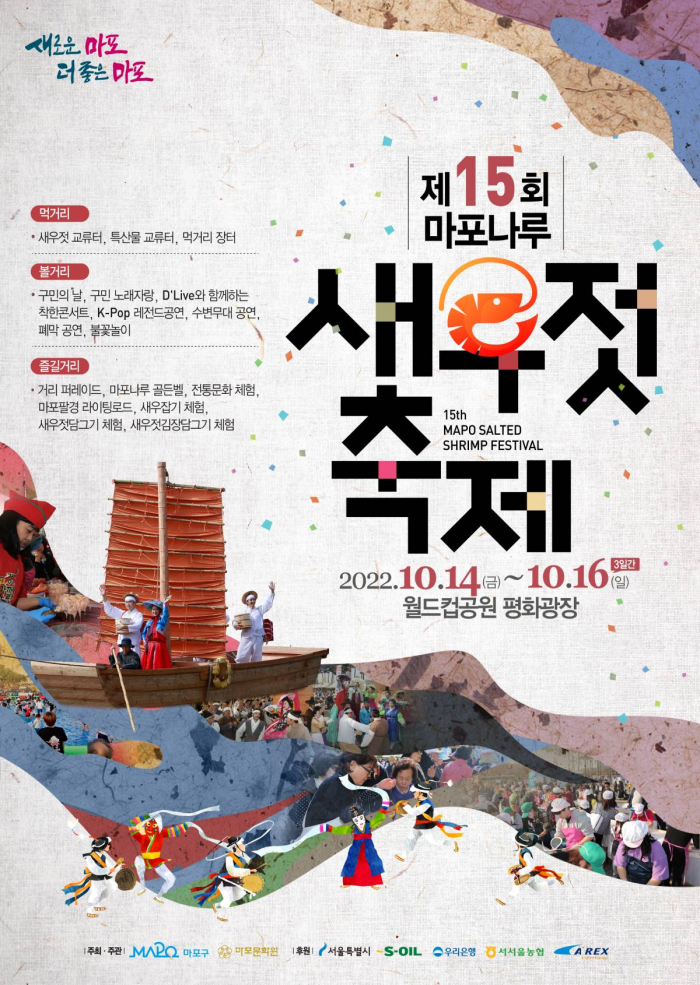 새로운 마포
더 좋은 마포
제15회
마포나루
새우젓
축제
15th
MAPO SALTED
SHRIMP FESTIVAL
2022.10.14(금)~10.16(일)
3일간
월드컵공원 평화광장
먹거리
• 새우젓 교류터, 특산물 교류터, 먹거리 장터
볼거리
• 구민의 날, 구민 노래자랑, D'Live와 함께하는
착한콘서트, K-Pop 레전드공연, 수변무대 공연,
폐막 공연, 불꽃놀이
즐길거리
• 거리 퍼레이드, 마포나루 골든벨, 전통문화 체험,
마포팔경 라이팅로드, 새우잡기 체험,
새우젓담그기 체험, 새우젓김장담그기 체험
|주최·주관| MAPO 마포구 마포문화원 |후원| 서울특별시 S-OIL 우리은행 서서울농협 AREX